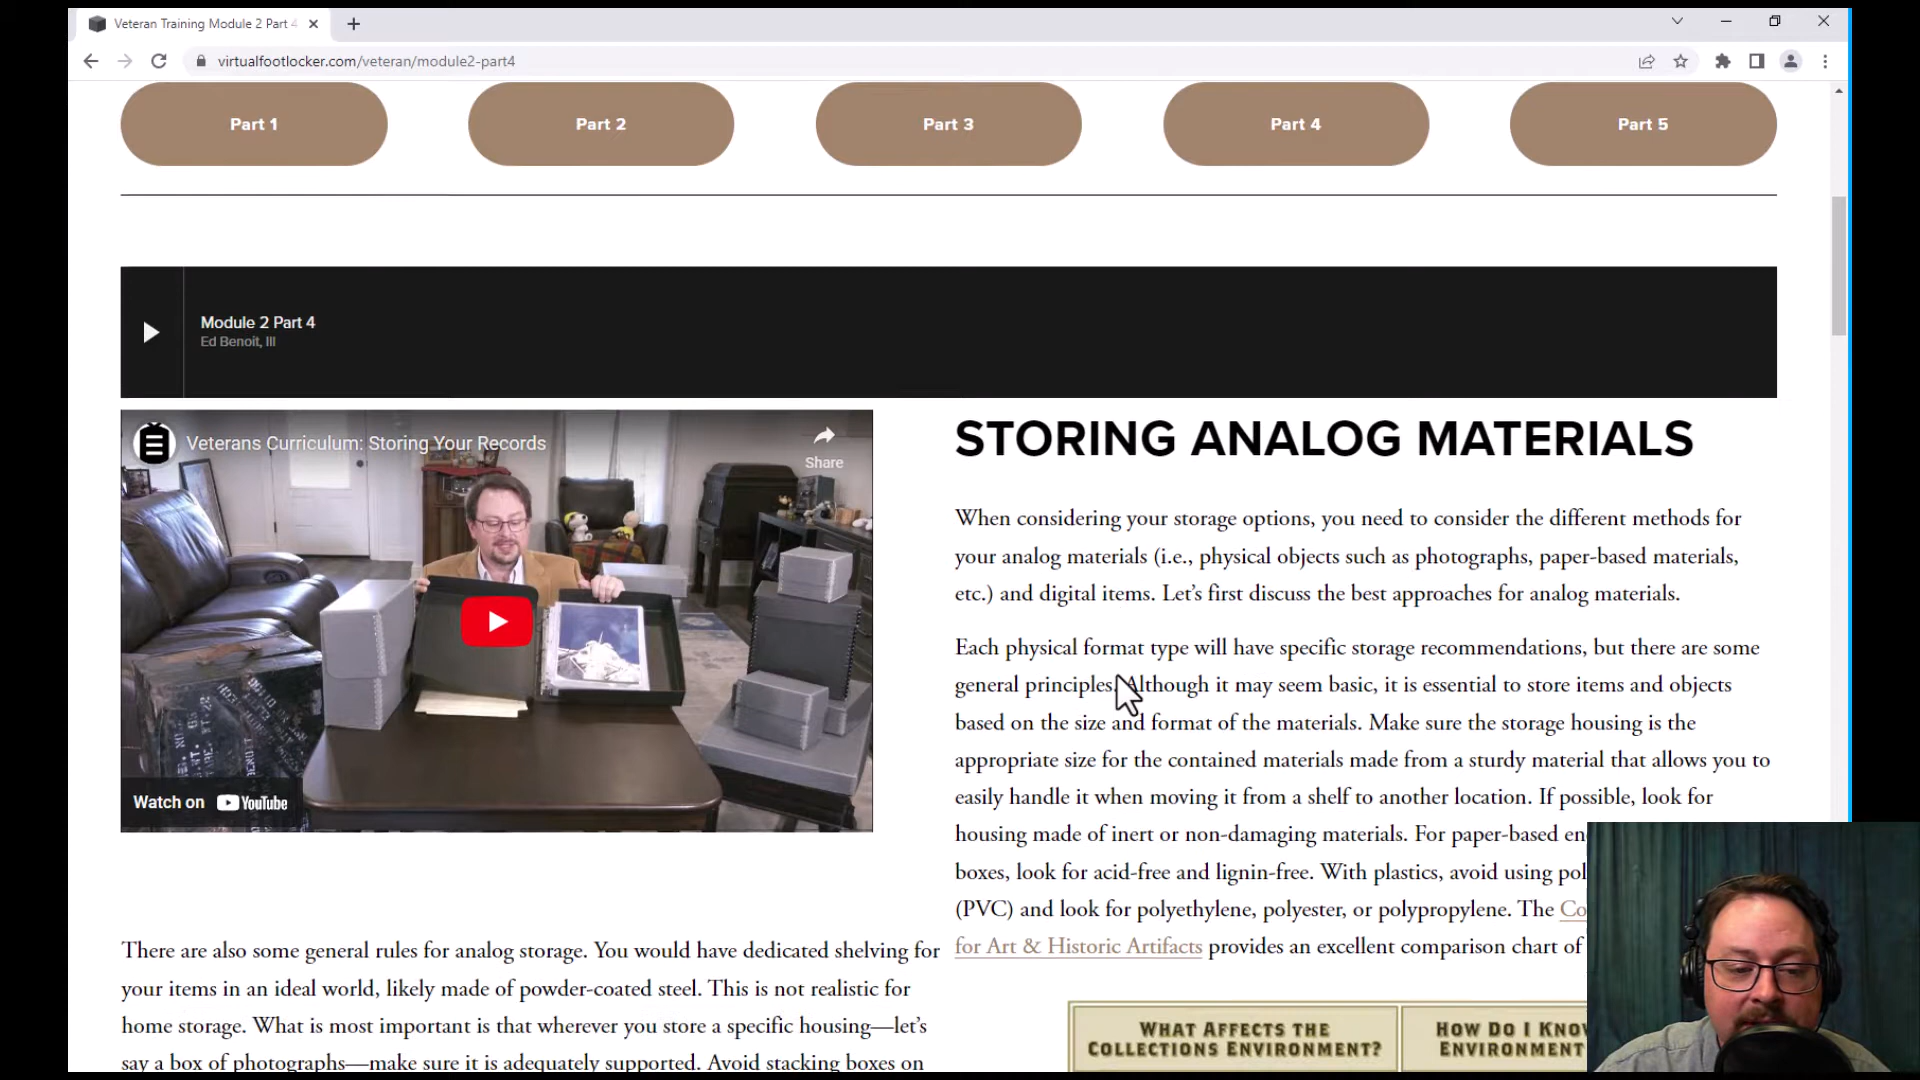 Veteran Training Module 2 Part 4
virtualfootlocker.com/veteran/module2-part4
Part 1
Part 2
Part 3
Part 4
Part 5
Module 2 Part 4
Ed Benoit, III
Veterans Curriculum: Storing Your Records
Share
Watch on YouTube
STORING ANALOG MATERIALS
When considering your storage options, you need to consider the different methods for
your analog materials (i.e., physical objects such as photographs, paper-based materials,
etc.) and digital items. Let's first discuss the best approaches for analog materials.
Each physical format type will have specific storage recommendations, but there are some
general principles. Although it may seem basic, it is essential to store items and objects
based on the size and format of the materials. Make sure the storage housing is the
appropriate size for the contained materials made from a sturdy material that allows you to
easily handle it when moving it from a shelf to another location. If possible, look for
housing made of inert or non-damaging materials. For paper-based en
boxes, look for acid-free and lignin-free. With plastics, avoid using pol
(PVC) and look for polyethylene, polyester, or polypropylene. The Co
for Art & Historic Artifacts provides an excellent comparison chart of
WHAT AFFECTS THE
COLLECTIONS ENVIRONMENT?
HOW DO I KNO
ENVIRONMENT
There are also some general rules for analog storage. You would have dedicated shelving for
your items in an ideal world, likely made of powder-coated steel. This is not realistic for
home storage. What is most important is that wherever you store a specific housing—let's
say a box of photographs—make sure it is adequately supported. Avoid stacking boxes on